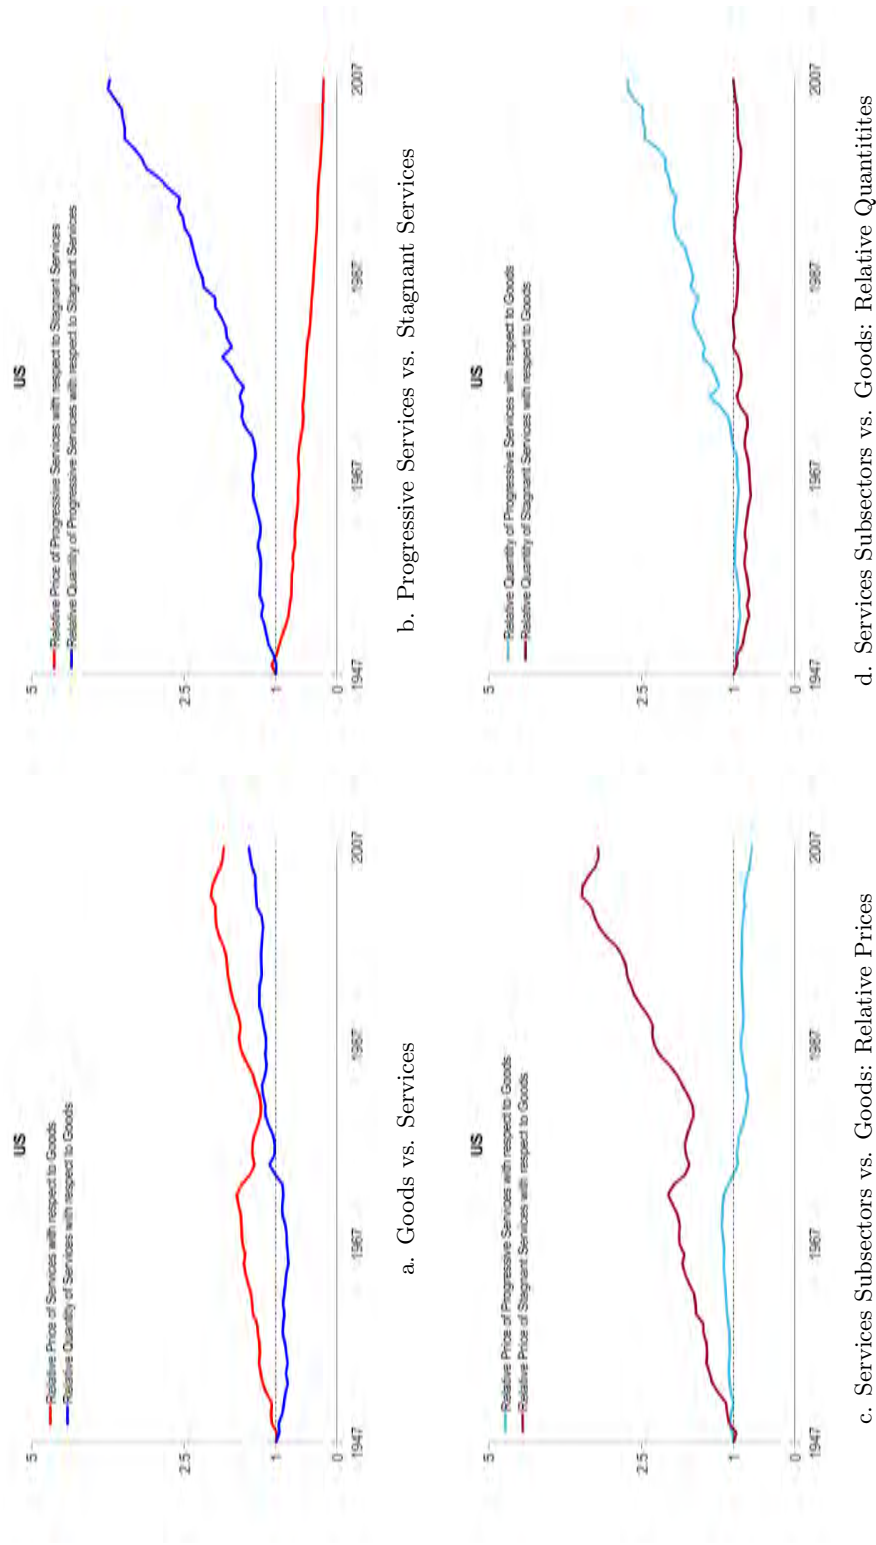 US
Relative Price of Services with respect to Goods
Relative Quantity of Services with respect to Goods
5
2.5
1
0
1947
1967
1987
2007
a. Goods vs. Services
US
Relative Price of Progressive Services with respect to Stagnant Services
Relative Quantity of Progressive Services with respect to Stagnant Services
5
2.5
1
0
1947
1967
1987
2007
b. Progressive Services vs. Stagnant Services
US
Relative Price of Progressive Services with respect to Goods
Relative Price of Stagnant Services with respect to Goods
5
2.5
1
0
1947
1967
1987
2007
c. Services Subsectors vs. Goods: Relative Prices
US
Relative Quantity of Progressive Services with respect to Goods
Relative Quantity of Stagnant Services with respect to Goods
5
2.5
1
0
1947
1967
1987
2007
d. Services Subsectors vs. Goods: Relative Quantitites